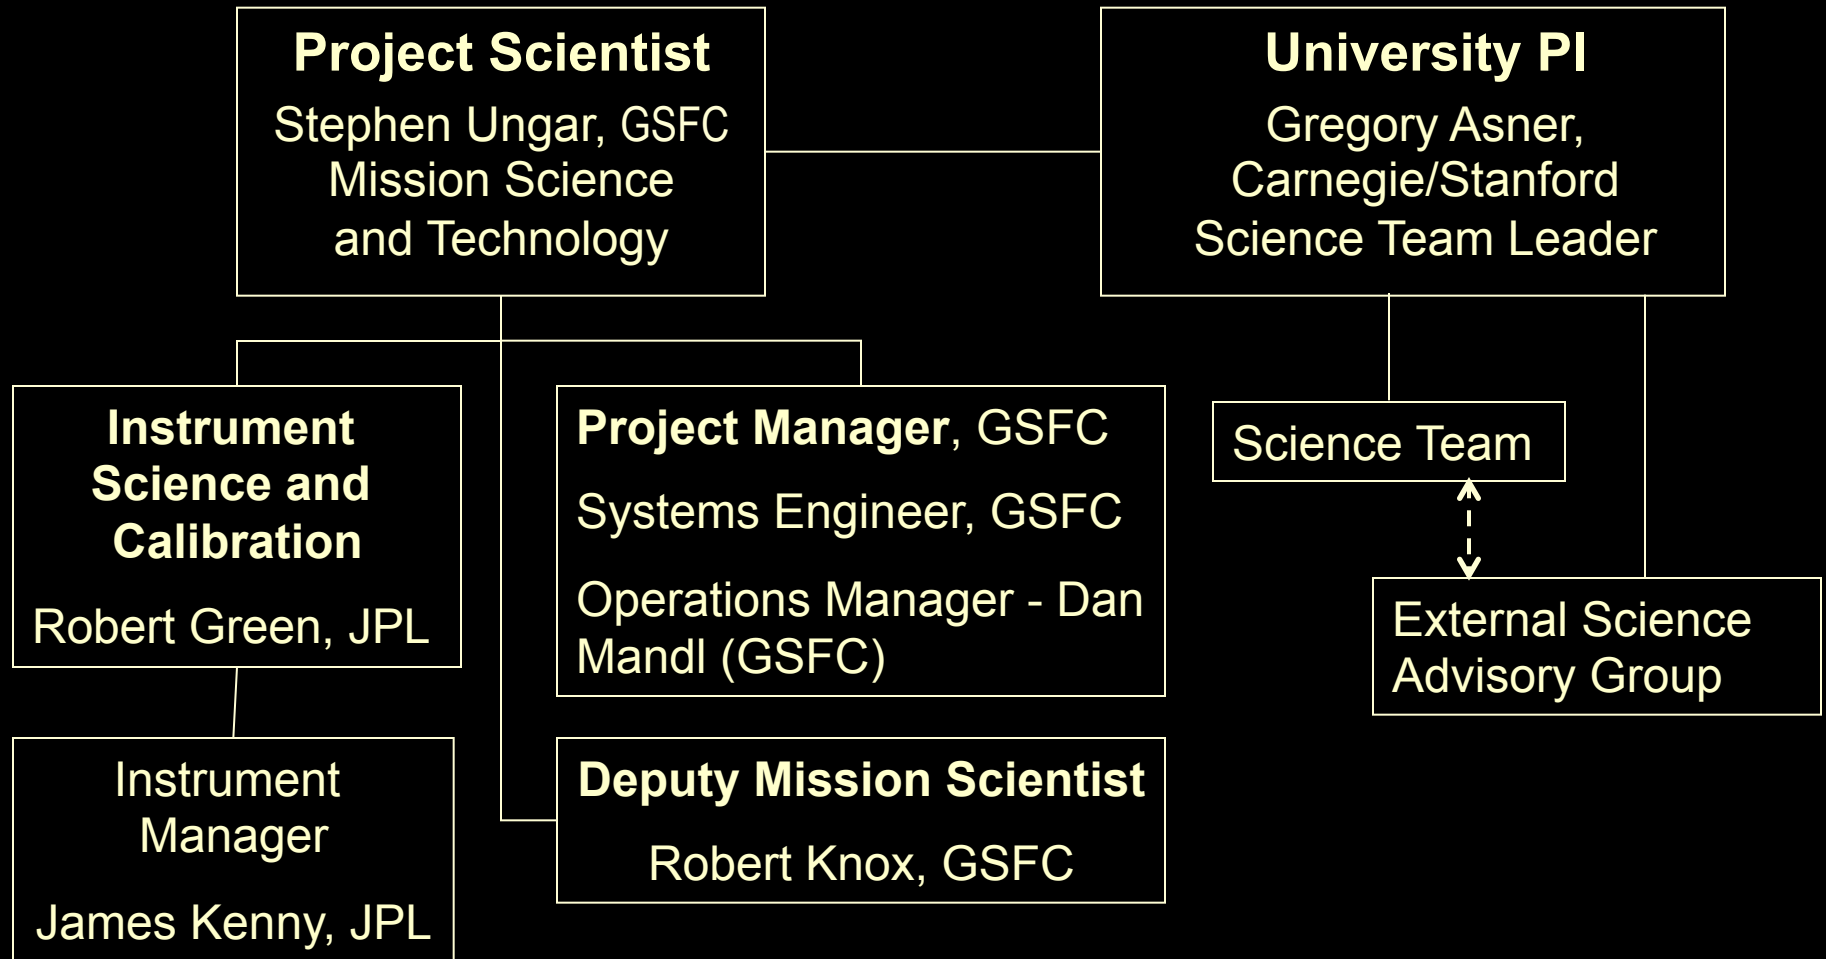 Project Scientist
Stephen Ungar, GSFC
Mission Science
and Technology
University PI
Gregory Asner,
Carnegie/Stanford
Science Team Leader
Instrument
Science and
Calibration
Robert Green, JPL
Project Manager, GSFC
Systems Engineer, GSFC
Operations Manager - Dan
Mandl (GSFC)
Science Team
External Science
Advisory Group
Instrument
Manager
James Kenny, JPL
Deputy Mission Scientist
Robert Knox, GSFC